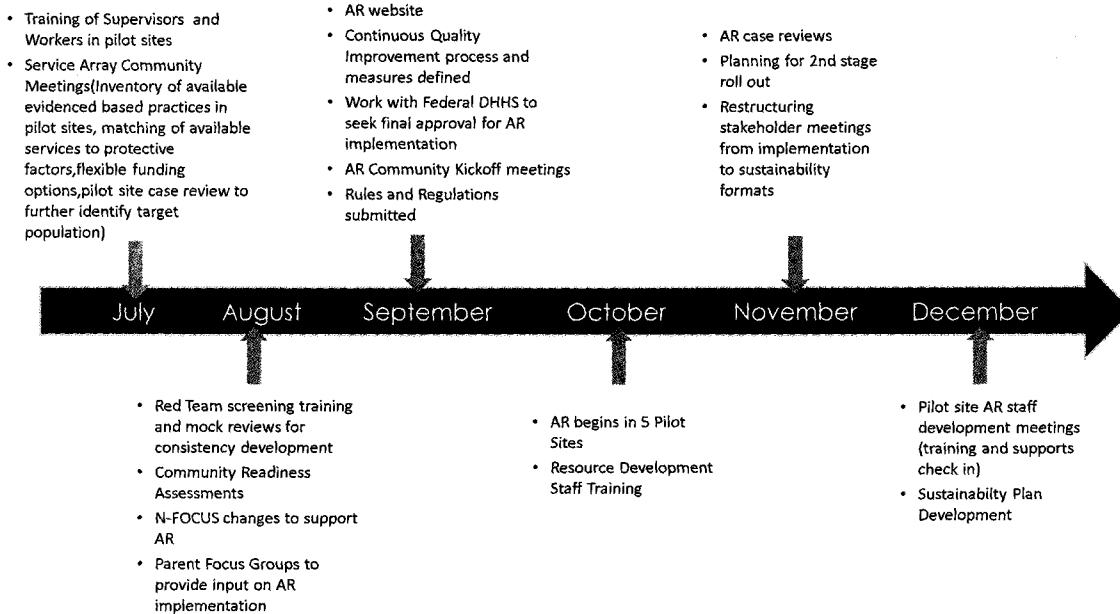 • Training of Supervisors and
Workers in pilot sites
• Service Array Community
Meetings(Inventory of available
evidenced based practices in
pilot sites, matching of available
services to protective
factors,flexible funding
options,pilot site case review to
further identify target
population)
• AR website
• Continuous Quality
Improvement process and
measures defined
• Work with Federal DHHS to
seek final approval for AR
implementation
• AR Community Kickoff meetings
• Rules and Regulations
submitted
• AR case reviews
• Planning for 2nd stage
roll out
• Restructuring
stakeholder meetings
from implementation
to sustainability
formats
July August September October November December
• Red Team screening training
and mock reviews for
consistency development
• Community Readiness
Assessments
• N-FOCUS changes to support
AR
• Parent Focus Groups to
provide input on AR
implementation
• AR begins in 5 Pilot
Sites
• Resource Development
Staff Training
• Pilot site AR staff
development meetings
(training and supports
check in)
• Sustainabilty Plan
Development